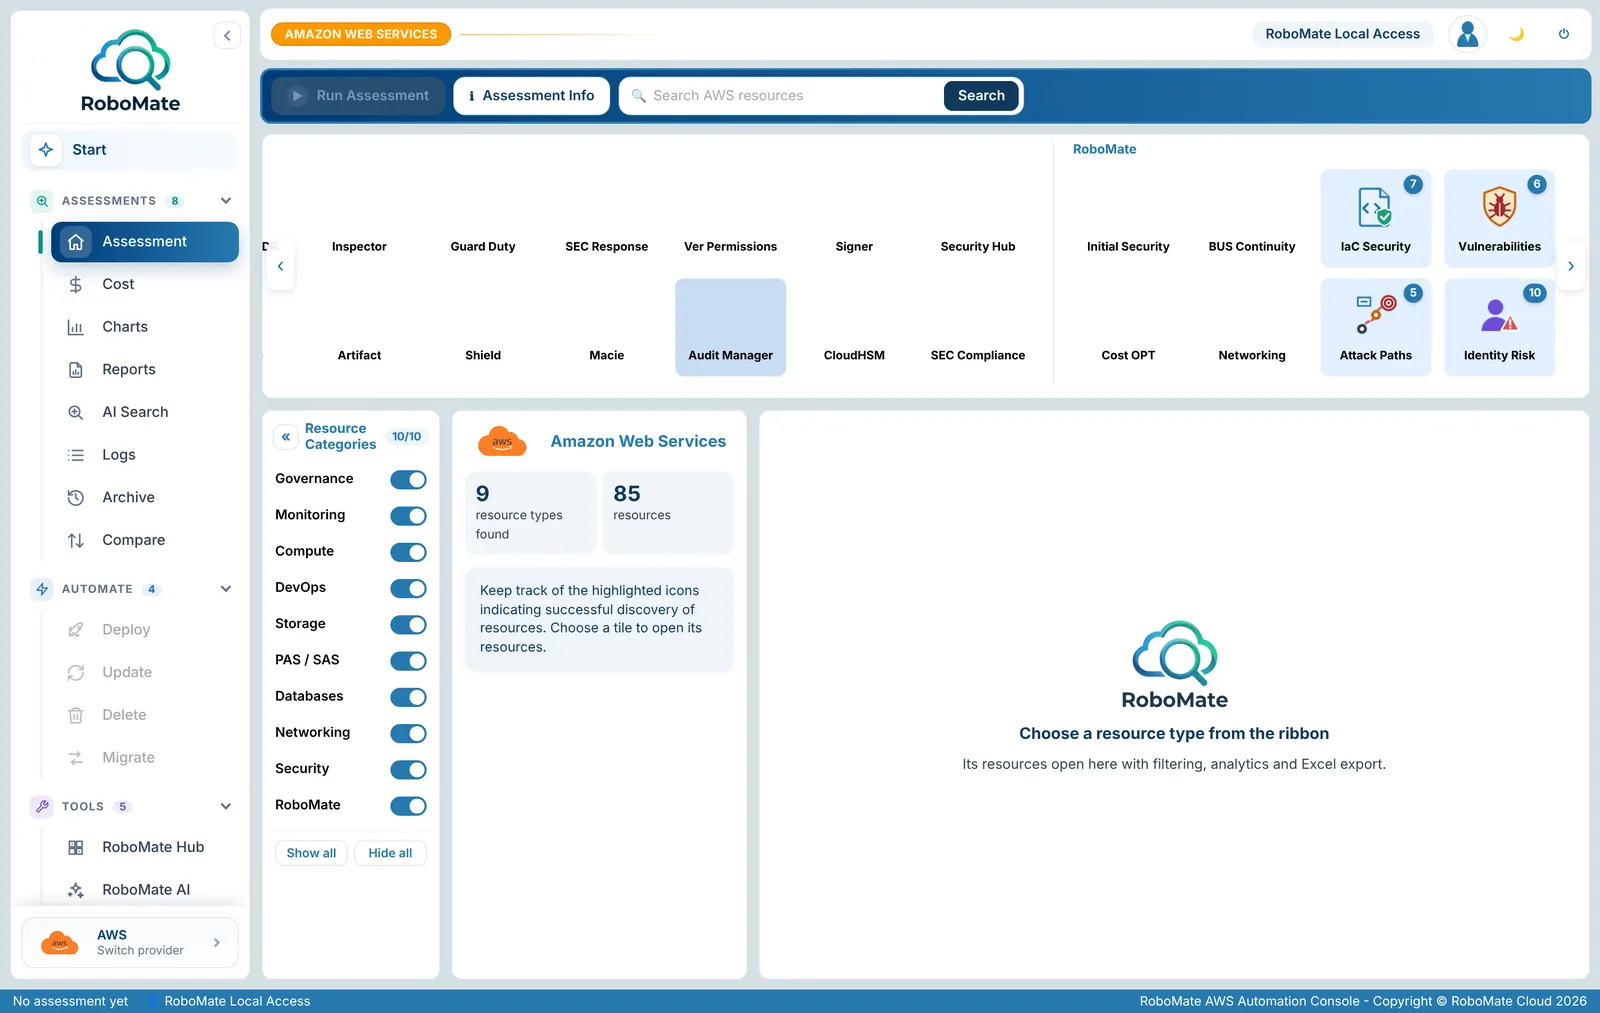 RoboMate
Start
ASSESSMENTS 8
Assessment
Cost
Charts
Reports
AI Search
Logs
Archive
Compare
AUTOMATE 4
Deploy
Update
Delete
Migrate
TOOLS 5
RoboMate Hub
RoboMate AI
aws
AWS
Switch provider
AMAZON WEB SERVICES
RoboMate Local Access
Run Assessment
Assessment Info
Search AWS resources
Search
Inspector
Guard Duty
SEC Response
Ver Permissions
Signer
Security Hub
Artifact
Shield
Macie
Audit Manager
CloudHSM
SEC Compliance
RoboMate
Initial Security
BUS Continuity
7
IaC Security
6
Vulnerabilities
Cost OPT
Networking
5
Attack Paths
10
Identity Risk
Resource
Categories
10/10
Governance
Monitoring
Compute
DevOps
Storage
PAS / SAS
Databases
Networking
Security
RoboMate
Show all
Hide all
aws
Amazon Web Services
9
resource types
found
85
resources
Keep track of the highlighted icons
indicating successful discovery of
resources. Choose a tile to open its
resources.
RoboMate
Choose a resource type from the ribbon
Its resources open here with filtering, analytics and Excel export.
No assessment yet
RoboMate Local Access
RoboMate AWS Automation Console - Copyright © RoboMate Cloud 2026